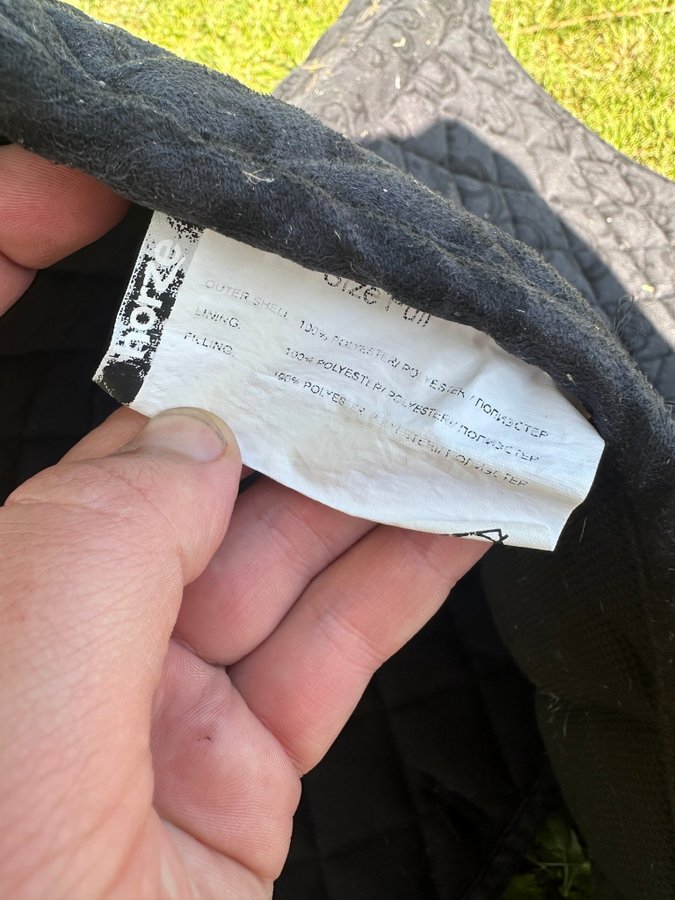 horze
Size Full
OUTER SHELL: 100% POLYESTER/ POLYESTER/ ПОЛИЭСТЕР
LINING: 100% POLYESTER/ POLYESTER/ ПОЛИЭСТЕР
FILLING: 100% POLYESTER/ POLYESTER/ ПОЛИЭСТЕР